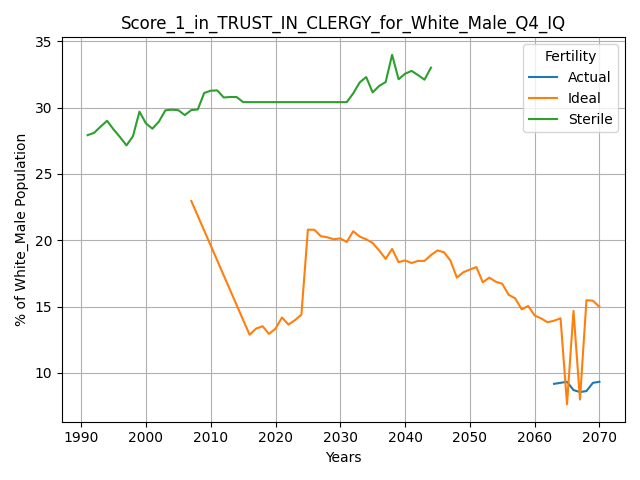 Score_1_in_TRUST_IN_CLERGY_for_White_Male_Q4_IQ
% of White_Male Population
35
30
25
20
15
10
Fertility
Actual
Ideal
Sterile
1990 2000 2010 2020 2030 2040 2050 2060 2070
Years